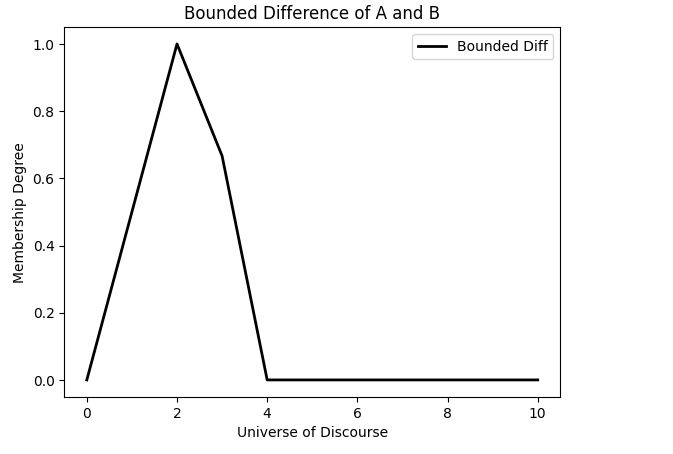 Bounded Difference of A and B
Bounded Diff
Membership Degree
1.0
0.8
0.6
0.4
0.2
0.0
0 2 4 6 8 10
Universe of Discourse